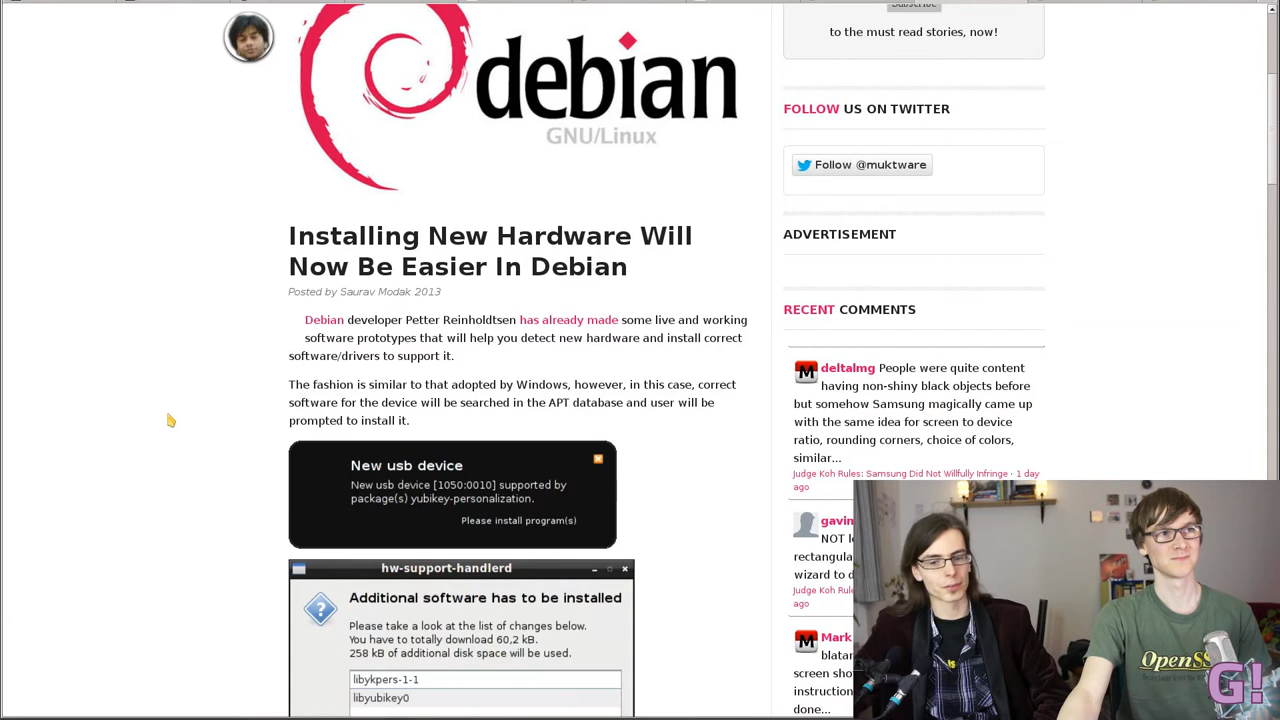 debian
GNU/Linux
Installing New Hardware Will
Now Be Easier In Debian
Posted by Saurav Modak 2013
Debian developer Petter Reinholdtsen has already made some live and working
software prototypes that will help you detect new hardware and install correct
software/drivers to support it.
The fashion is similar to that adopted by Windows, however, in this case, correct
software for the device will be searched in the APT database and user will be
prompted to install it.
New usb device
New usb device [1050:0010] supported by
package(s) yubikey-personalization.
Please install program(s)
hw-support-handlerd
Additional software has to be installed
Please take a look at the list of changes below.
You have to totally download 60,2 kB.
258 kB of additional disk space will be used.
libykpers-1-1
libyubikey0
Subscribe
to the must read stories, now!
FOLLOW US ON TWITTER
Follow @muktware
ADVERTISEMENT
RECENT COMMENTS
M
deltalmg People were quite content
having non-shiny black objects before
but somehow Samsung magically came up
with the same idea for screen to device
ratio, rounding corners, choice of colors,
similar...
Judge Koh Rules: Samsung Did Not Willfully Infringe · 1 day
ago
gavin
NOT
rectangula
wizard to d
Judge Koh Rule
ago
M
Mark
blatan
screen sho
instruction
done...
OpenSS
G!